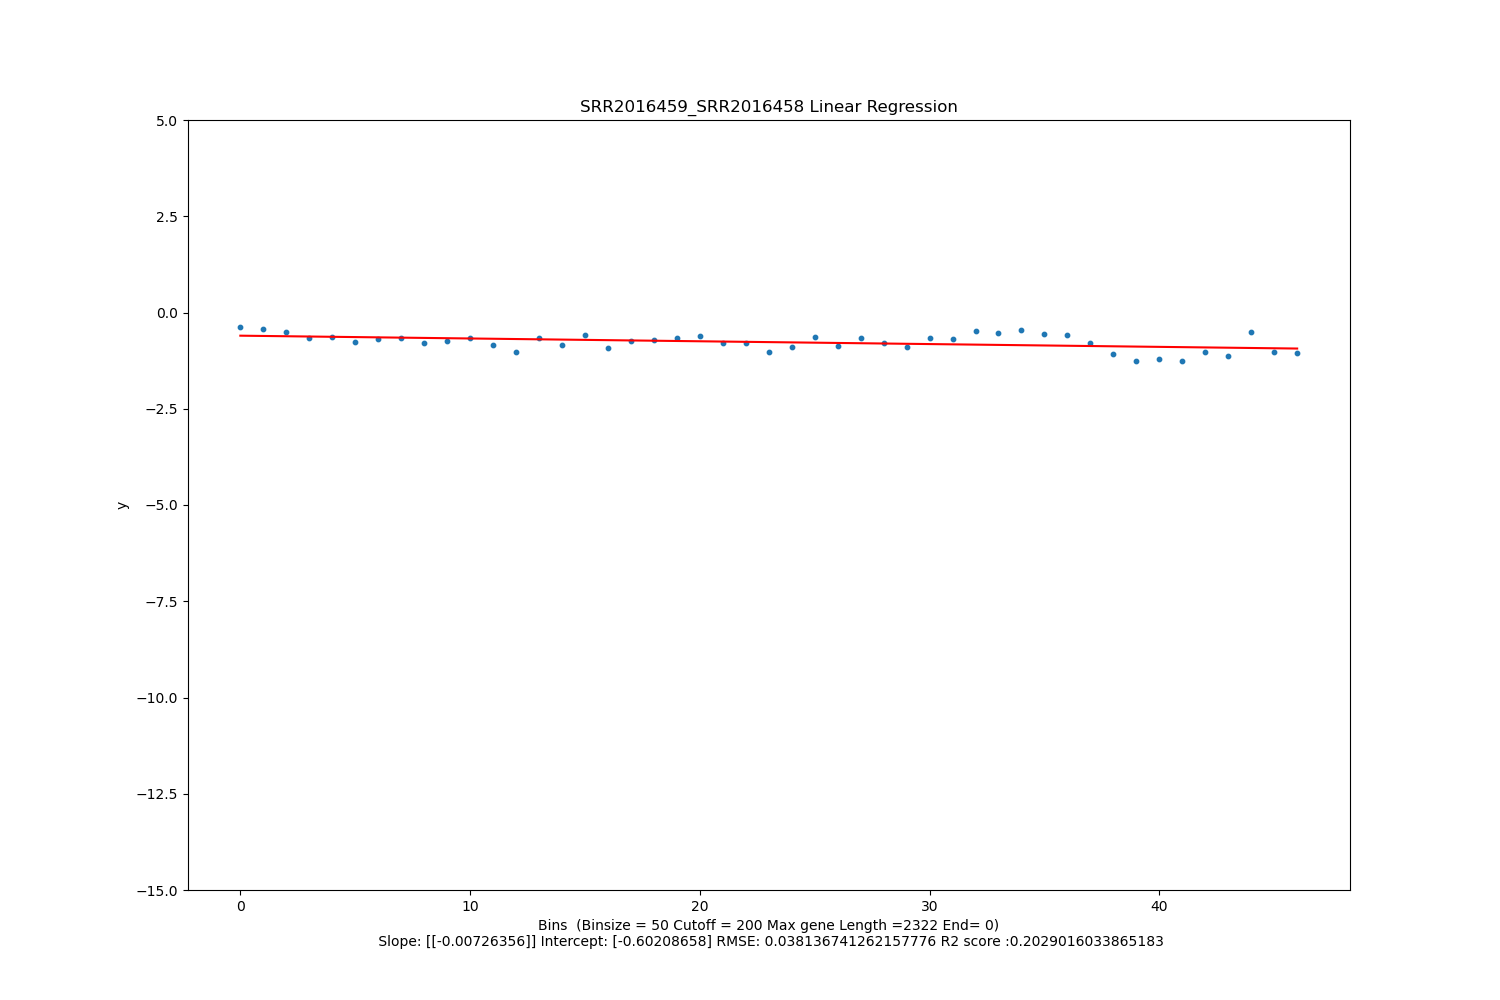 SRR2016459_SRR2016458 Linear Regression
5.0
2.5
0.0
−2.5
−5.0
−7.5
−10.0
−12.5
−15.0
y
0 10 20 30 40
Bins  (Binsize = 50 Cutoff = 200 Max gene Length =2322 End= 0)
Slope: [[-0.00726356]] Intercept: [-0.60208658] RMSE: 0.038136741262157776 R2 score :0.2029016033865183